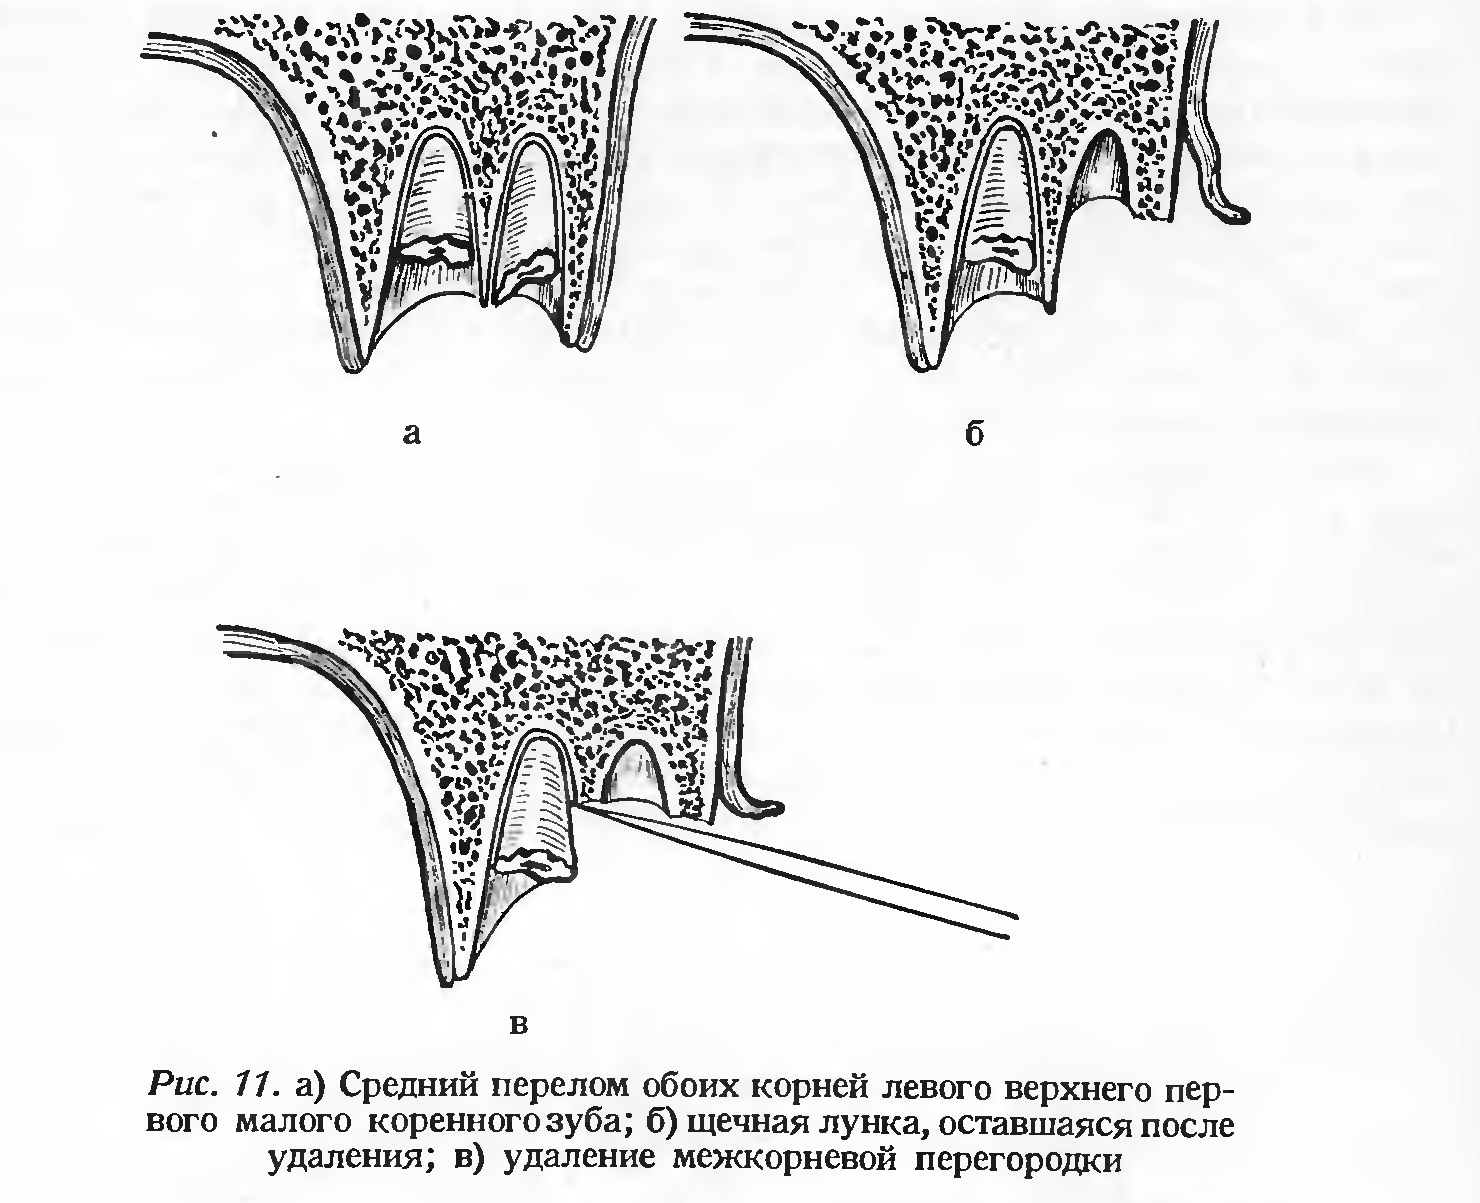 а
б
в
Рис. 11. а) Средний перелом обоих корней левого верхнего пер-
вого малого коренного зуба; б) щечная лунка, оставшаяся после
удаления; в) удаление межкорневой перегородки